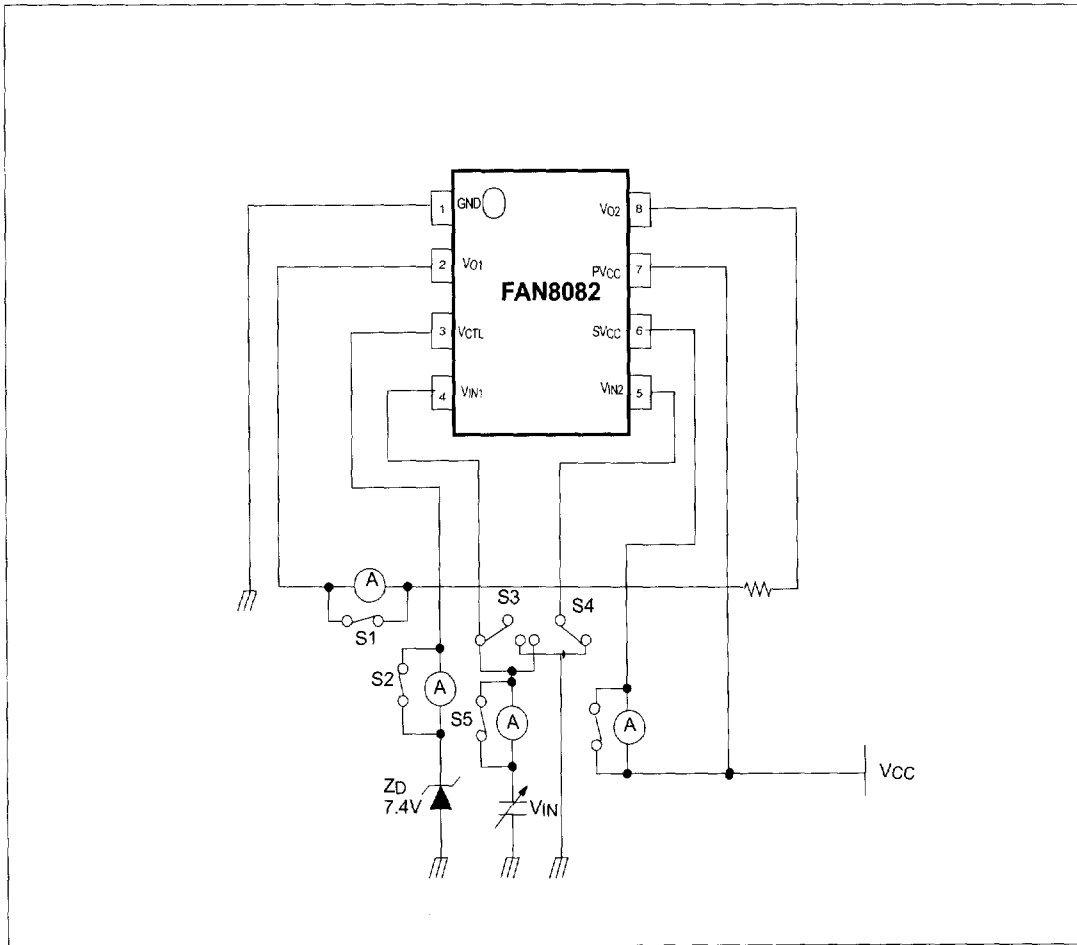 1 GND VO2 8
2 VO1 PVCC 7
FAN8082
3 VCTL SVCC 6
4 VIN1 VIN2 5
A
S1
S3
S4
S2
A
S5
A
A
ZD
7.4V
VIN
VCC